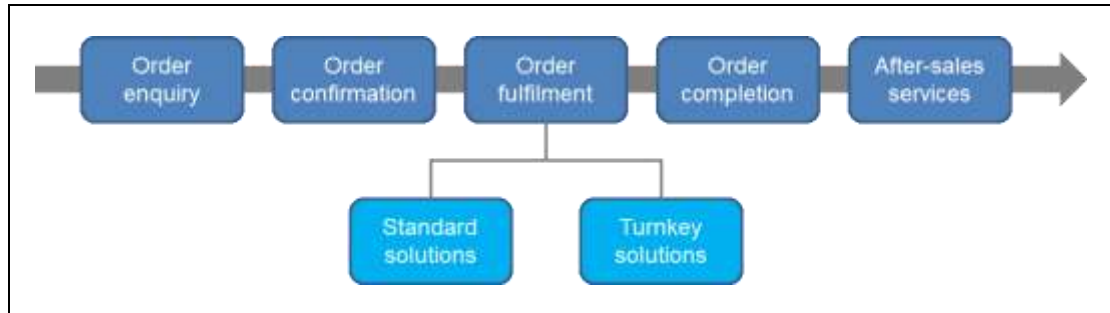 Order
enquiry
Order
confirmation
Order
fulfilment
Order
completion
After-sales
services
Standard
solutions
Turnkey
solutions